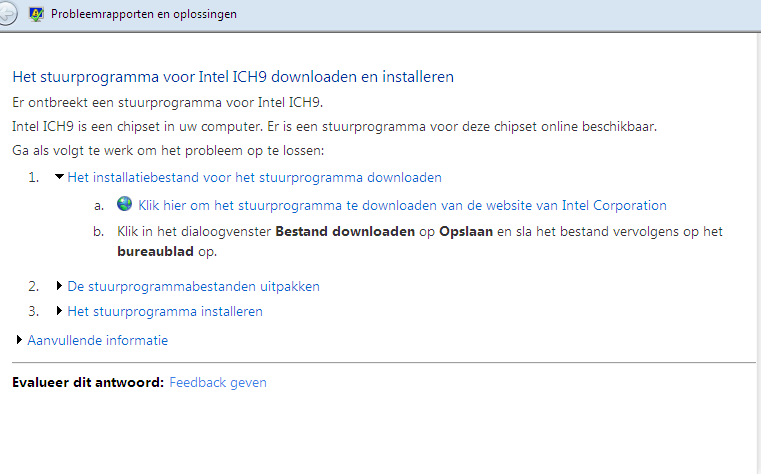 Probleemrapporten en oplossingen
Het stuurprogramma voor Intel ICH9 downloaden en installeren
Er ontbreekt een stuurprogramma voor Intel ICH9.
Intel ICH9 is een chipset in uw computer. Er is een stuurprogramma voor deze chipset online beschikbaar.
Ga als volgt te werk om het probleem op te lossen:
1. Het installatiebestand voor het stuurprogramma downloaden
a. Klik hier om het stuurprogramma te downloaden van de website van Intel Corporation
b. Klik in het dialoogvenster Bestand downloaden op Opslaan en sla het bestand vervolgens op het
bureaublad op.
2. De stuurprogrammabestanden uitpakken
3. Het stuurprogramma installeren
Aanvullende informatie
Evalueer dit antwoord: Feedback geven